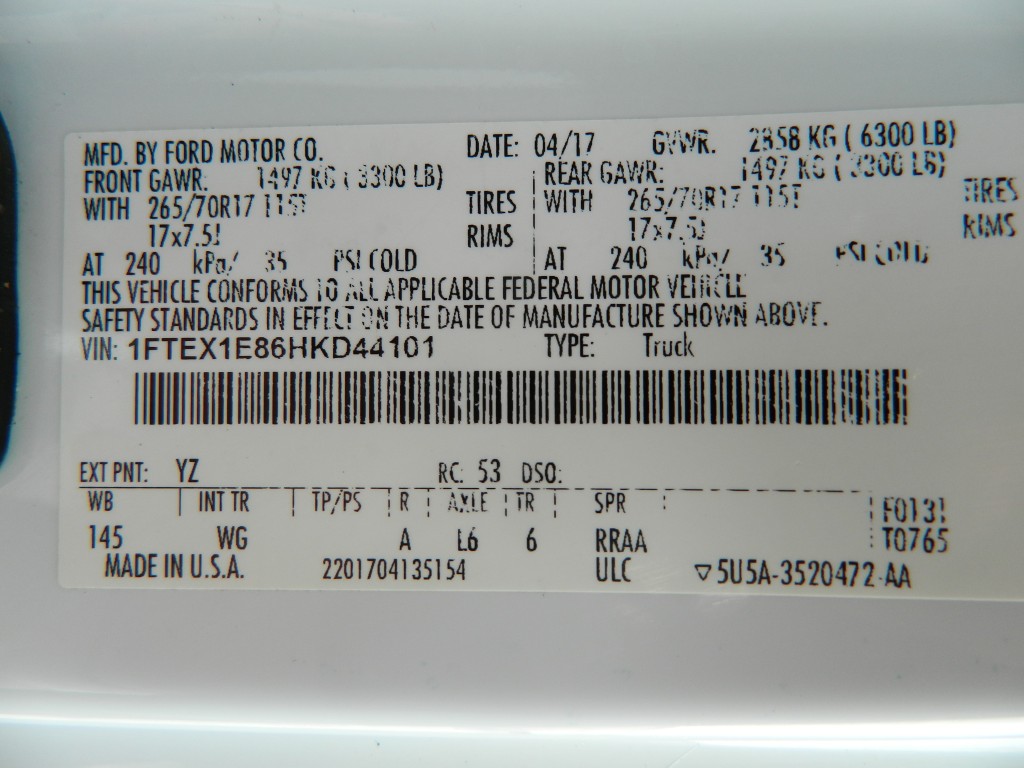 MFD. BY FORD MOTOR CO. DATE: 04/17 GVWR. 2858 KG ( 6300 LB)
FRONT GAWR: 1497 KG ( 3300 LB) REAR GAWR: 1497 KG ( 3300 LB)
WITH 265/70R17 115T TIRES WITH 265/70R17 115T TIRES
17x7.5J RIMS 17x7.5J RIMS
AT 240 kPa/ 35 PSI COLD AT 240 kPa/ 35 PSI COLD
THIS VEHICLE CONFORMS TO ALL APPLICABLE FEDERAL MOTOR VEHICLE
SAFETY STANDARDS IN EFFECT ON THE DATE OF MANUFACTURE SHOWN ABOVE.
VIN: 1FTEX1E86HKD44101 TYPE: Truck
EXT PNT: YZ RC: 53 DSO:
WB INT TR TP/PS R AXLE TR SPR F0131
145 WG A L6 6 RRAA T0765
MADE IN U.S.A. 2201704135154 ULC ▽5U5A-3520472-AA